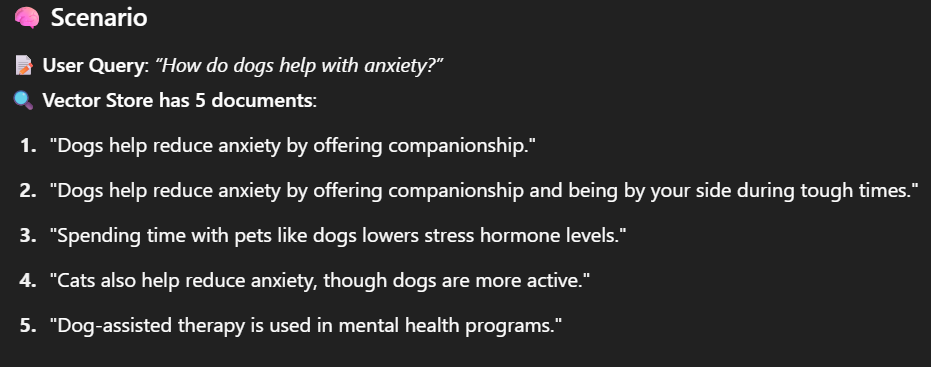 🧠 Scenario
📝 User Query: “How do dogs help with anxiety?”
🔍 Vector Store has 5 documents:
1. "Dogs help reduce anxiety by offering companionship."
2. "Dogs help reduce anxiety by offering companionship and being by your side during tough times."
3. "Spending time with pets like dogs lowers stress hormone levels."
4. "Cats also help reduce anxiety, though dogs are more active."
5. "Dog-assisted therapy is used in mental health programs."